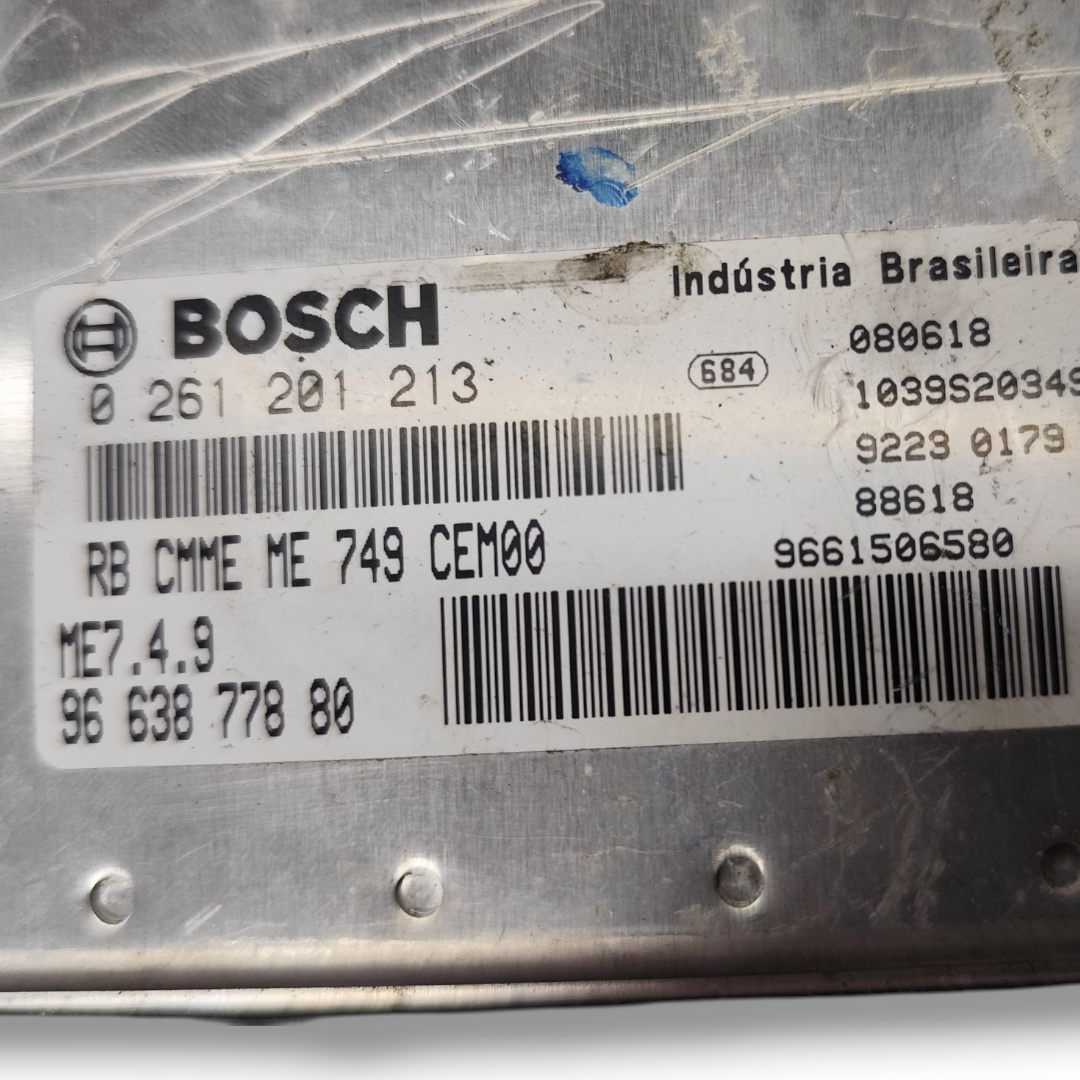 BOSCH
0 261 201 213
Indústria Brasileira
684
080618
1039S2034
9223 0179
88618
9661506580
RB CMME ME 749 CEM00
ME7.4.9
96 638 778 80